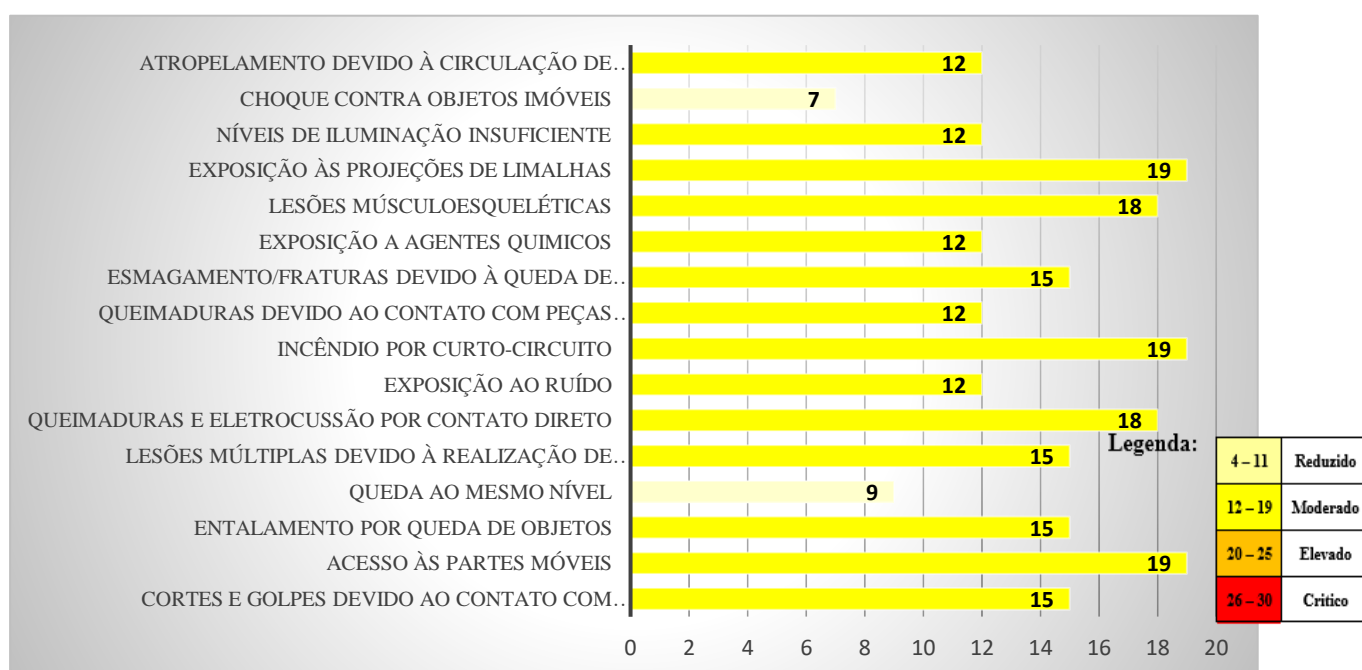 ATROPELAMENTO DEVIDO À CIRCULAÇÃO DE.. 12
CHOQUE CONTRA OBJETOS IMÓVEIS 7
NÍVEIS DE ILUMINAÇÃO INSUFICIENTE 12
EXPOSIÇÃO ÀS PROJEÇÕES DE LIMALHAS 19
LESÕES MÚSCULOESQUELÉTICAS 18
EXPOSIÇÃO A AGENTES QUIMICOS 12
ESMAGAMENTO/FRATURAS DEVIDO À QUEDA DE.. 15
QUEIMADURAS DEVIDO AO CONTATO COM PEÇAS.. 12
INCÊNDIO POR CURTO-CIRCUITO 19
EXPOSIÇÃO AO RUÍDO 12
QUEIMADURAS E ELETROCUSSÃO POR CONTATO DIRETO 18
LESÕES MÚLTIPLAS DEVIDO À REALIZAÇÃO DE.. 15
QUEDA AO MESMO NÍVEL 9
ENTALAMENTO POR QUEDA DE OBJETOS 15
ACESSO ÀS PARTES MÓVEIS 19
CORTES E GOLPES DEVIDO AO CONTATO COM.. 15
0 2 4 6 8 10 12 14 16 18 20
Legenda:
4 – 11 Reduzido
12 – 19 Moderado
20 – 25 Elevado
26 – 30 Crítico